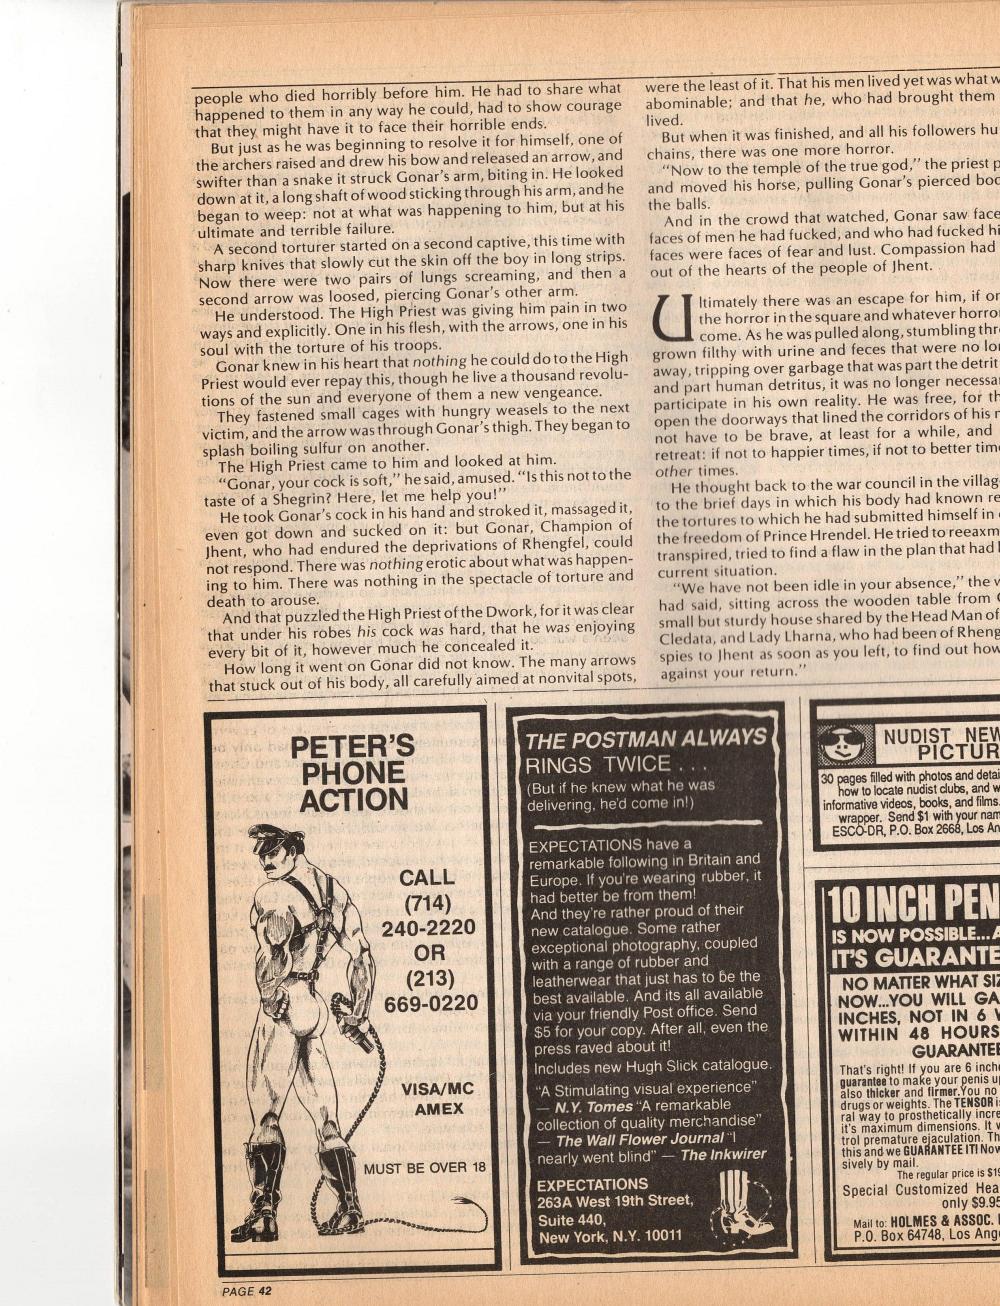 people who died horribly before him. He had to share what
happened to them in any way he could, had to show courage
that they might have it to face their horrible ends.
But just as he was beginning to resolve it for himself, one of
the archers raised and drew his bow and released an arrow, and
swifter than a snake it struck Gonar's arm, biting in. He looked
down at it, a long shaft of wood sticking through his arm, and he
began to weep: not at what was happening to him, but at his
ultimate and terrible failure.
A second torturer started on a second captive, this time with
sharp knives that slowly cut the skin off the boy in long strips.
Now there were two pairs of lungs screaming, and then a
second arrow was loosed, piercing Gonar's other arm.
He understood. The High Priest was giving him pain in two
ways and explicitly. One in his flesh, with the arrows, one in his
soul with the torture of his troops.
Gonar knew in his heart that nothing he could do to the High
Priest would ever repay this, though he live a thousand revolu-
tions of the sun and everyone of them a new vengeance.
They fastened small cages with hungry weasels to the next
victim, and the arrow was through Gonar's thigh. They began to
splash boiling sulfur on another.
The High Priest came to him and looked at him.
"Gonar, your cock is soft," he said, amused. "Is this not to the
taste of a Shegrin? Here, let me help you!"
He took Gonar's cock in his hand and stroked it, massaged it,
even got down and sucked on it: but Gonar, Champion of
Jhent, who had endured the deprivations of Rhengfel, could
not respond. There was nothing erotic about what was happen-
ing to him. There was nothing in the spectacle of torture and
death to arouse.
And that puzzled the High Priest of the Dwork, for it was clear
that under his robes his cock was hard, that he was enjoying
every bit of it, however much he concealed it.
How long it went on Gonar did not know. The many arrows
that stuck out of his body, all carefully aimed at nonvital spots,
were the least of it. That his men lived yet was what w
abominable; and that he, who had brought them
lived.
But when it was finished, and all his followers hu
chains, there was one more horror.
"Now to the temple of the true god," the priest p
and moved his horse, pulling Gonar's pierced bod
the balls.
And in the crowd that watched, Gonar saw face
faces of men he had fucked, and who had fucked hi
faces were faces of fear and lust. Compassion had
out of the hearts of the people of Jhent.
Ultimately there was an escape for him, if or
the horror in the square and whatever horror
come. As he was pulled along, stumbling thr
grown filthy with urine and feces that were no lo
away, tripping over garbage that was part the detrit
and part human detritus, it was no longer necessa
participate in his own reality. He was free, for th
open the doorways that lined the corridors of his
not have to be brave, at least for a while, and
retreat: if not to happier times, if not to better time
other times.
He thought back to the war council in the villag
to the brief days in which his body had known re
the tortures to which he had submitted himself in
the freedom of Prince Hrendel. He tried to reeaxm
transpired, tried to find a flaw in the plan that had
current situation.
"We have not been idle in your absence," the
had said, sitting across the wooden table from
small but sturdy house shared by the Head Man of
Cledata, and Lady Lharna, who had been of Rheng
spies to Jhent as soon as you left, to find out how
against your return."
PETER'S
PHONE
ACTION
CALL
(714)
240-2220
OR
(213)
669-0220
VISA/MC
AMEX
MUST BE OVER 18
THE POSTMAN ALWAYS
RINGS TWICE . . .
(But if he knew what he was
delivering, he'd come in!)
EXPECTATIONS have a
remarkable following in Britain and
Europe. If you're wearing rubber, it
had better be from them!
And they're rather proud of their
new catalogue. Some rather
exceptional photography, coupled
with a range of rubber and
leatherwear that just has to be the
best available. And its all available
via your friendly Post office. Send
$5 for your copy. After all, even the
press raved about it!
Includes new Hugh Slick catalogue.
"A Stimulating visual experience"
— N.Y. Tomes "A remarkable
collection of quality merchandise"
— The Wall Flower Journal "I
nearly went blind" — The Inkwirer
EXPECTATIONS
263A West 19th Street,
Suite 440,
New York, N.Y. 10011
NUDIST NEW
PICTUR
30 pages filled with photos and detai
how to locate nudist clubs, and w
informative videos, books, and films.
wrapper. Send $1 with your nam
ESCO-DR, P.O. Box 2668, Los An
10 INCH PEN
IS NOW POSSIBLE...A
IT'S GUARANTE
NO MATTER WHAT SIZ
NOW...YOU WILL GA
INCHES, NOT IN 6 W
WITHIN 48 HOURS
GUARANTEE
That's right! If you are 6 inche
guarantee to make your penis u
also thicker and firmer. You no
drugs or weights. The TENSOR is
ral way to prosthetically incre
it's maximum dimensions. It w
trol premature ejaculation. Th
this and we GUARANTEE IT! Now
sively by mail.
The regular price is $19
Special Customized Hea
only $9.95
Mail to: HOLMES & ASSOC.
P.O. Box 64748, Los Ang
PAGE 42